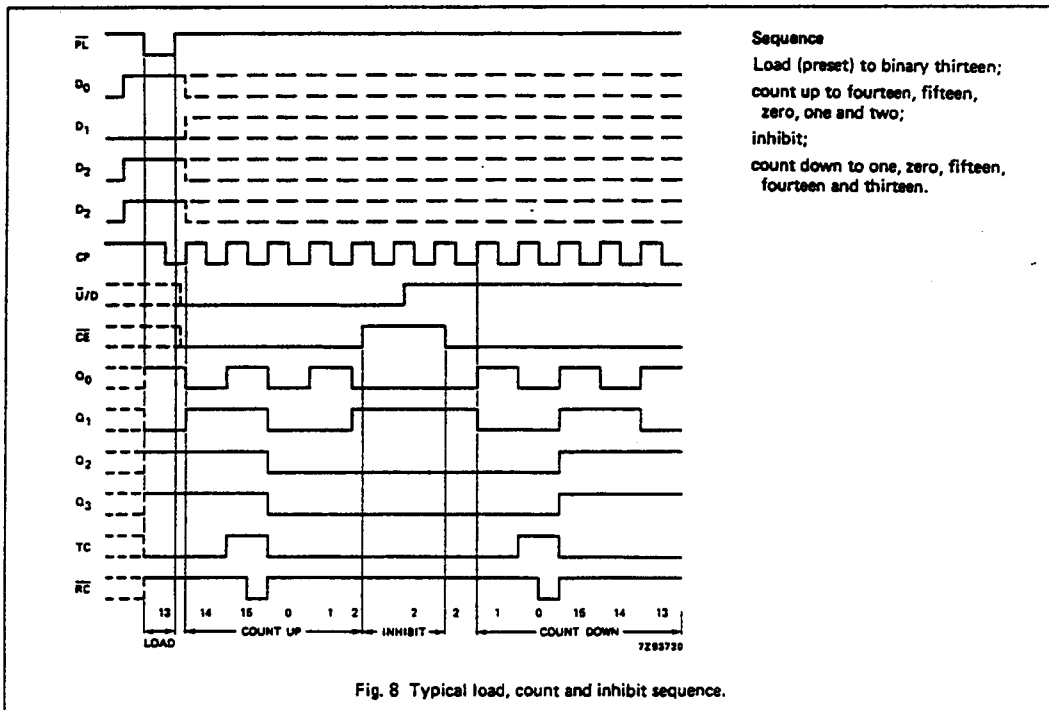 PL
D0
D1
D2
D2
CP
U/D
CE
Q0
Q1
Q2
Q3
TC
RC
13 14 15 0 1 2 2 2 1 0 15 14 13
LOAD COUNT UP INHIBIT COUNT DOWN
7Z93730
Sequence
Load (preset) to binary thirteen;
count up to fourteen, fifteen,
zero, one and two;
inhibit;
count down to one, zero, fifteen,
fourteen and thirteen.
Fig. 8 Typical load, count and inhibit sequence.